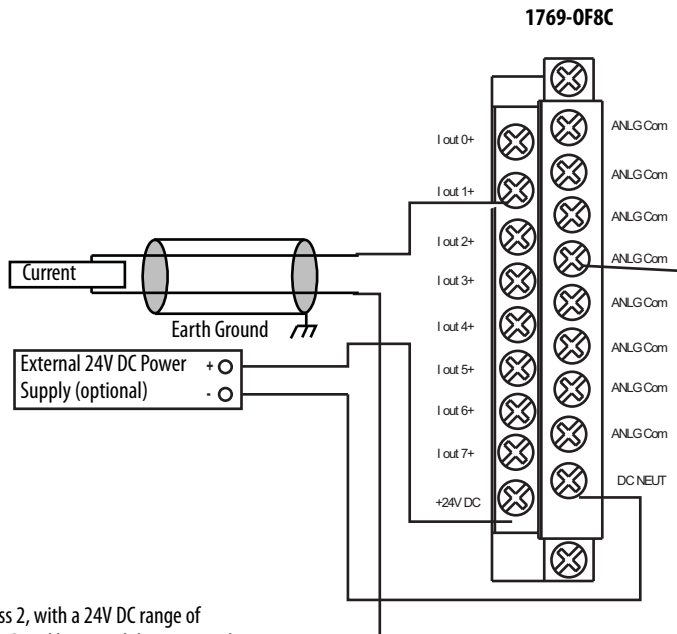 1769-OF8C
I out 0+
ANLG Com
I out 1+
ANLG Com
I out 2+
ANLG Com
I out 3+
ANLG Com
I out 4+
ANLG Com
I out 5+
ANLG Com
I out 6+
ANLG Com
I out 7+
ANLG Com
+24V DC
DC NEUT
Current
Earth Ground
External 24V DC Power
Supply (optional)
+
-
ss 2, with a 24V DC range of